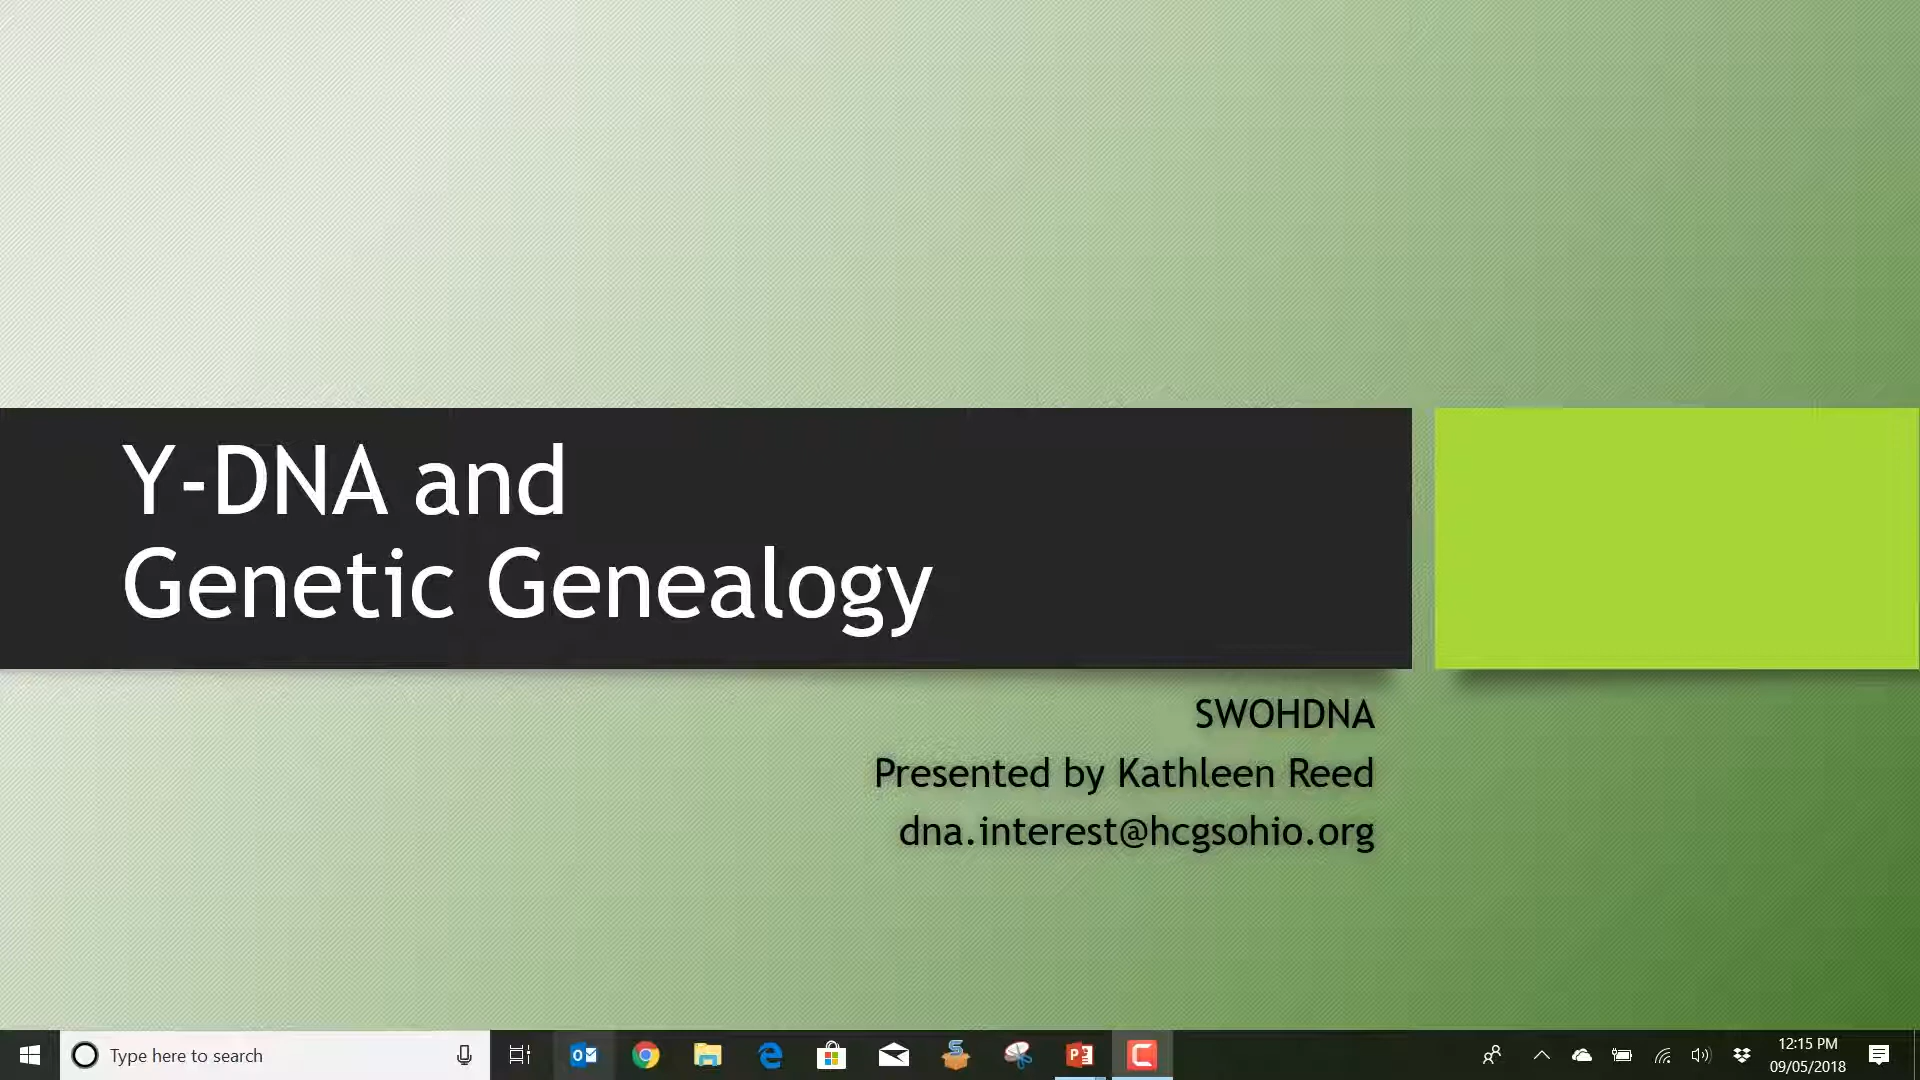 Y-DNA and
Genetic Genealogy
SWOHDNA
Presented by Kathleen Reed
dna.interest@hcgsohio.org
Type here to search
12:15 PM
09/05/2018